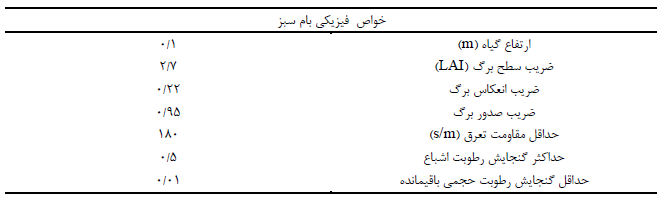 خواص فیزیکی بام سبز
ارتفاع گیاه (m) ۰/۱
ضریب سطح برگ (LAI) ۲/۷
ضریب انعکاس برگ ۰/۲۲
ضریب صدور برگ ۰/۹۵
حداقل مقاومت تعرق (s/m) ۱۸۰
حداکثر گنجایش رطوبت اشباع ۰/۵
حداقل گنجایش رطوبت حجمی باقیمانده ۰/۰۱